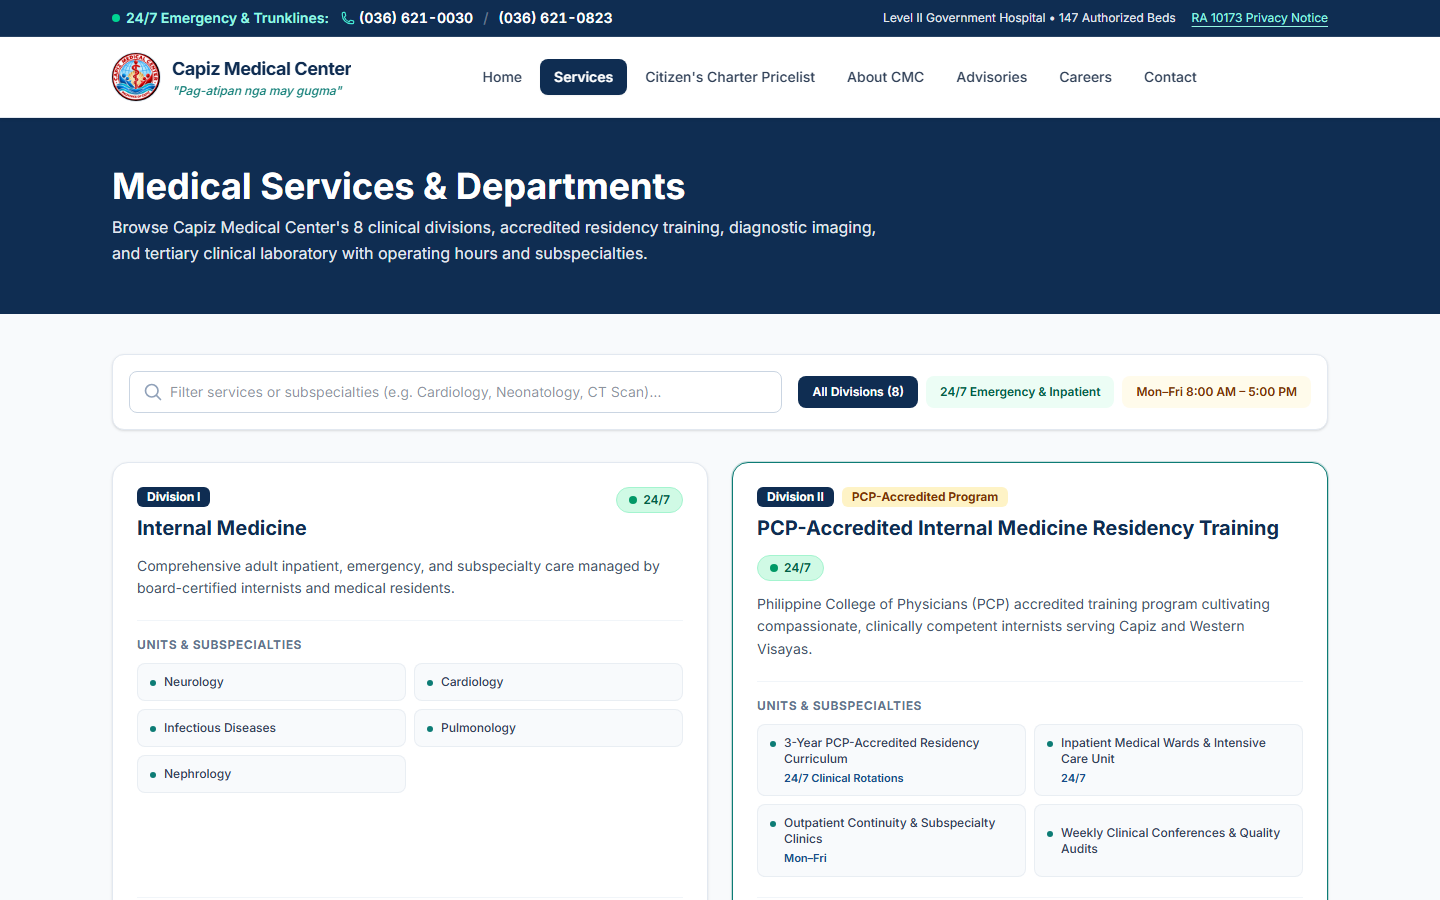 24/7 Emergency & Trunklines: (036) 621-0030 / (036) 621-0823
Level II Government Hospital • 147 Authorized Beds RA 10173 Privacy Notice
Capiz Medical Center
"Pag-atipan nga may gugma"
Home Services Citizen's Charter Pricelist About CMC Advisories Careers Contact
Medical Services & Departments
Browse Capiz Medical Center's 8 clinical divisions, accredited residency training, diagnostic imaging,
and tertiary clinical laboratory with operating hours and subspecialties.
Filter services or subspecialties (e.g. Cardiology, Neonatology, CT Scan)...
All Divisions (8) 24/7 Emergency & Inpatient Mon–Fri 8:00 AM – 5:00 PM
Division I
24/7
Internal Medicine
Comprehensive adult inpatient, emergency, and subspecialty care managed by
board-certified internists and medical residents.
UNITS & SUBSPECIALTIES
Neurology
Cardiology
Infectious Diseases
Pulmonology
Nephrology
Division II PCP-Accredited Program
PCP-Accredited Internal Medicine Residency Training
24/7
Philippine College of Physicians (PCP) accredited training program cultivating
compassionate, clinically competent internists serving Capiz and Western
Visayas.
UNITS & SUBSPECIALTIES
3-Year PCP-Accredited Residency
Curriculum
24/7 Clinical Rotations
Inpatient Medical Wards & Intensive
Care Unit
24/7
Outpatient Continuity & Subspecialty
Clinics
Mon–Fri
Weekly Clinical Conferences & Quality
Audits